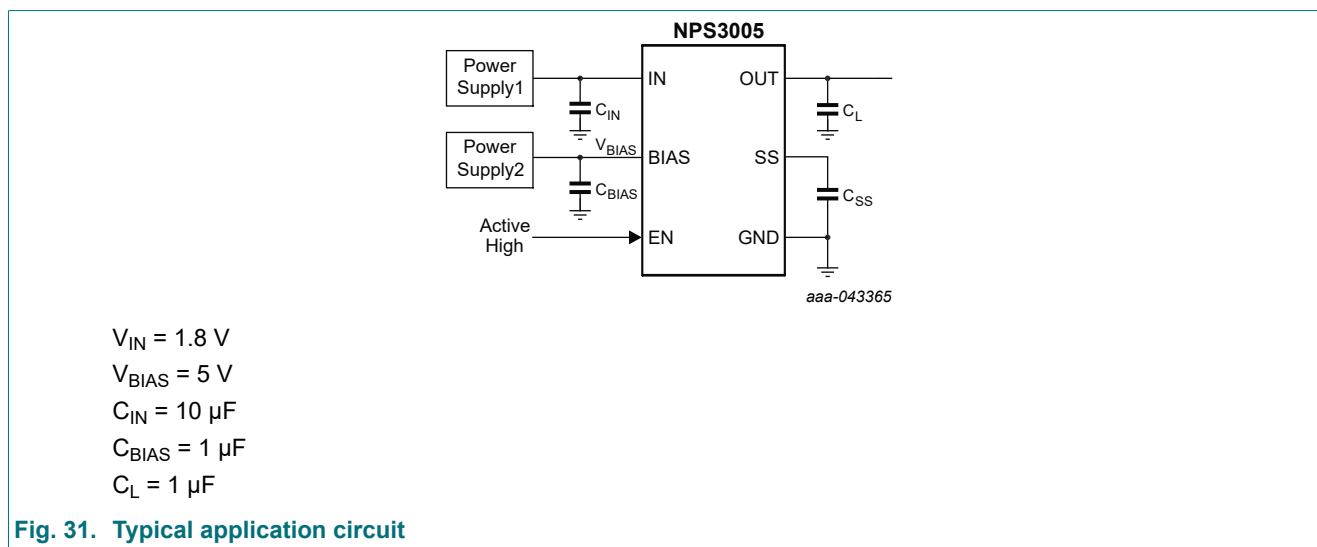 NPS3005
Power
Supply1
IN
OUT
C_IN
C_L
Power
Supply2
V_BIAS
BIAS
SS
C_BIAS
C_SS
Active
High
EN
GND
aaa-043365
V_IN = 1.8 V
V_BIAS = 5 V
C_IN = 10 µF
C_BIAS = 1 µF
C_L = 1 µF
Fig. 31. Typical application circuit